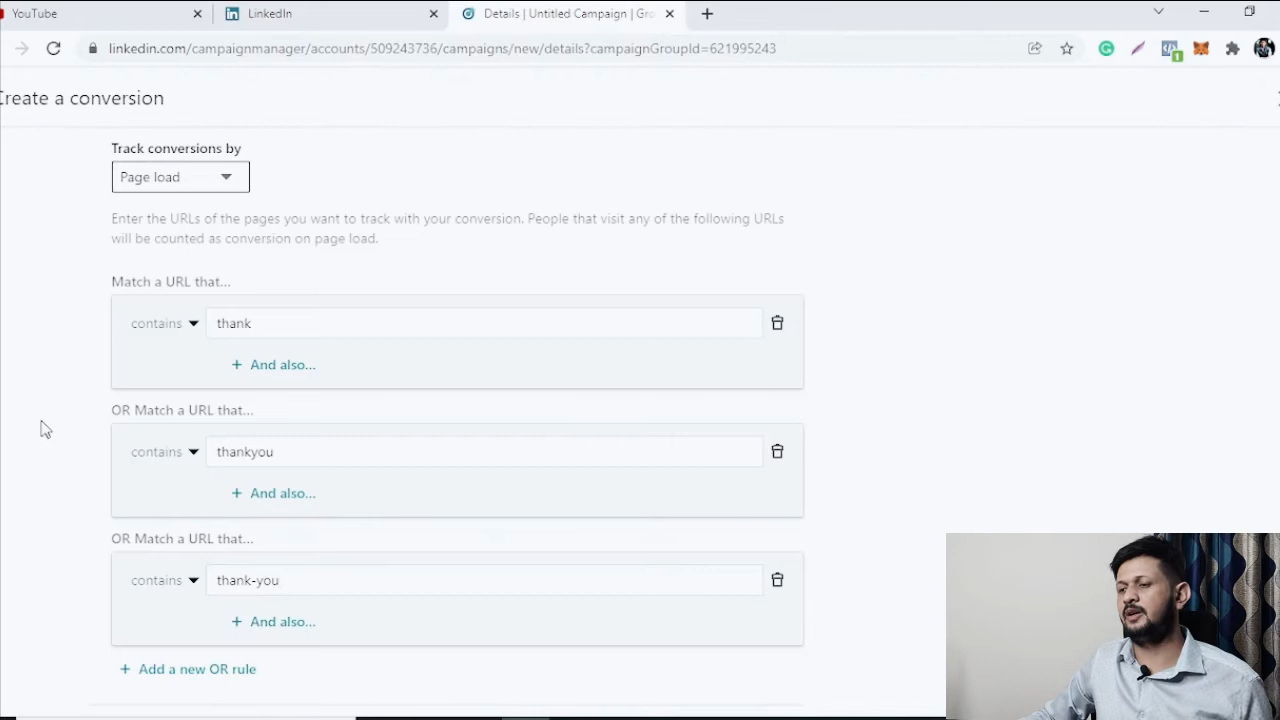 YouTube
LinkedIn
Details | Untitled Campaign | Gro
linkedin.com/campaignmanager/accounts/509243736/campaigns/new/details?campaignGroupId=621995243
Create a conversion
Track conversions by
Page load
Enter the URLs of the pages you want to track with your conversion. People that visit any of the following URLs
will be counted as conversion on page load.
Match a URL that...
contains thank
+ And also...
OR Match a URL that...
contains thankyou
+ And also...
OR Match a URL that...
contains thank-you
+ And also...
+ Add a new OR rule